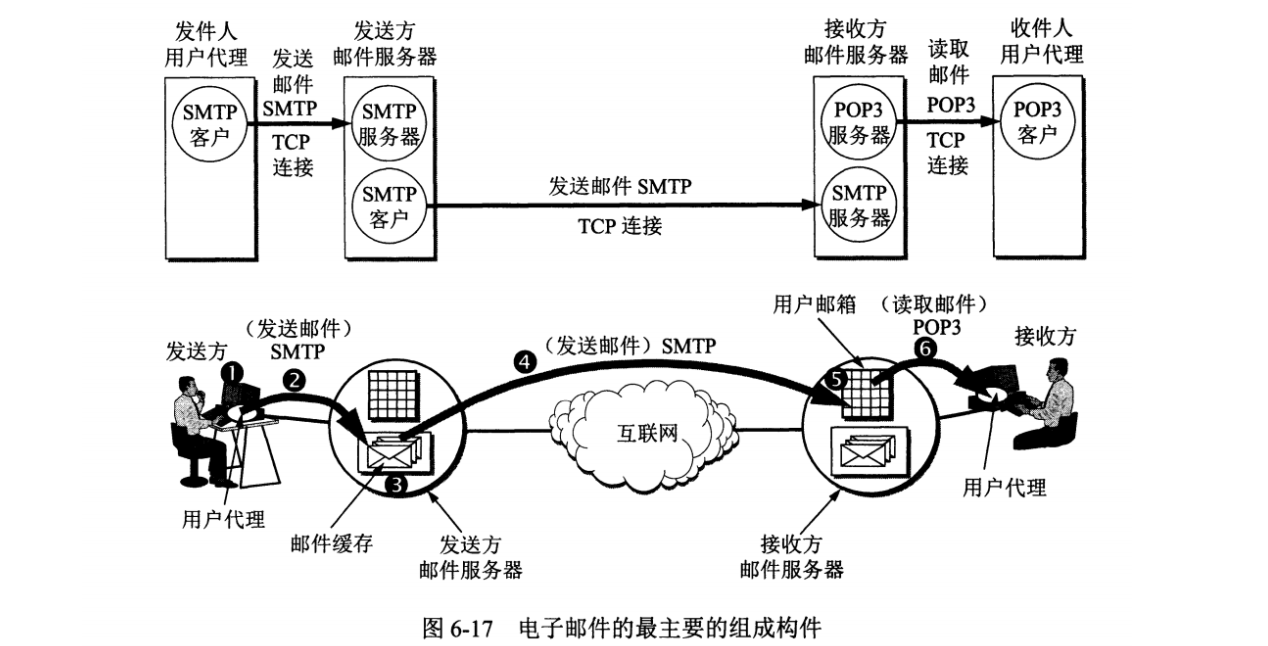 发件人
用户代理
发送
邮件
SMTP
TCP
连接
发送方
邮件服务器
接收方
邮件服务器
读取
邮件
POP3
TCP
连接
收件人
用户代理
SMTP
客户
SMTP
服务器
SMTP
客户
发送邮件 SMTP
TCP 连接
POP3
服务器
SMTP
服务器
POP3
客户
发送方
（发送邮件）
SMTP
（发送邮件）SMTP
用户邮箱
（读取邮件）
POP3
接收方
❶
❷
❸
❹
❺
❻
互联网
用户代理
邮件缓存
发送方
邮件服务器
接收方
邮件服务器
用户代理
图 6-17 电子邮件的最主要的组成构件